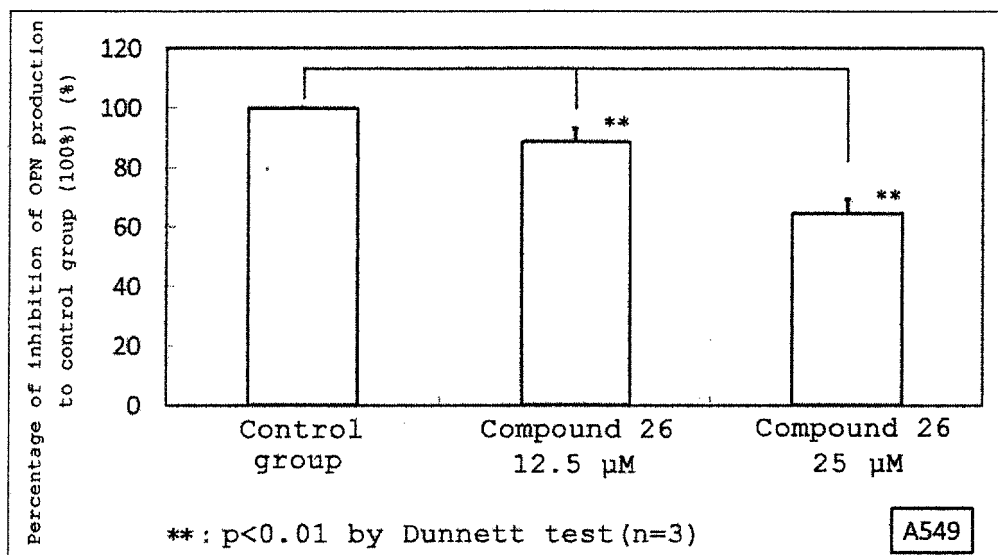 Percentage of inhibition of OPN production
to control group (100%) (%)
120
100
80
60
40
20
0
**
**
Control
group
Compound 26
12.5 µM
Compound 26
25 µM
**: p<0.01 by Dunnett test(n=3)
A549